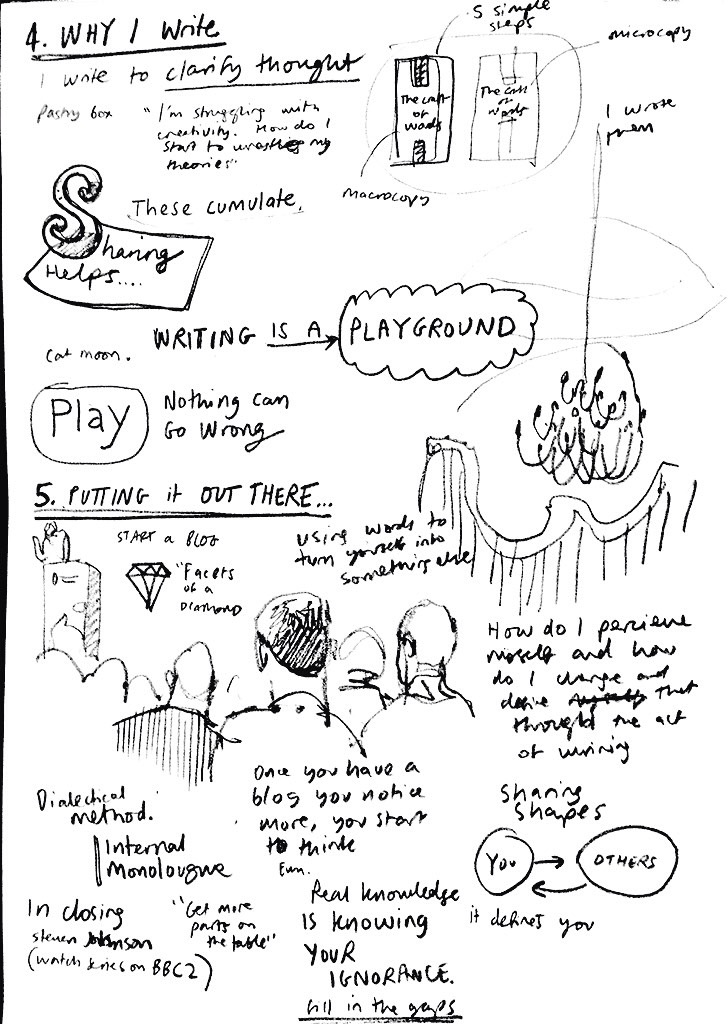 4. WHY I Write
I write to clarify thought
Pastry box
"I'm struggling with
creativity. How do I
start to my
theories"
5 simple
steps
microcopy
The craft
of
words
The craft
of
words
macrocopy
I wrote
These cumulate.
Sharing
Helps....
WRITING IS A PLAYGROUND
Cat moon.
Play
Nothing Can
Go Wrong
5. PUTTING it OUT THERE...
START a BLOG
"Facets
of a
DIAMOND
Using words to
turn yourself into
something else
How do I percieve
myself and how
do I change and
that
through the act
of writing
Dialectical
method.
Internal
Monolougue
Once you have a
blog you notice
more, you start
to think
Sharing
Shapes
YOU
OTHERS
it defines you
In closing
steven Johnson
(watch series on BBC2)
"Get more
parts on
the table"
Real knowledge
IS knowing
YOUR
IGNORANCE.
fill in the gaps